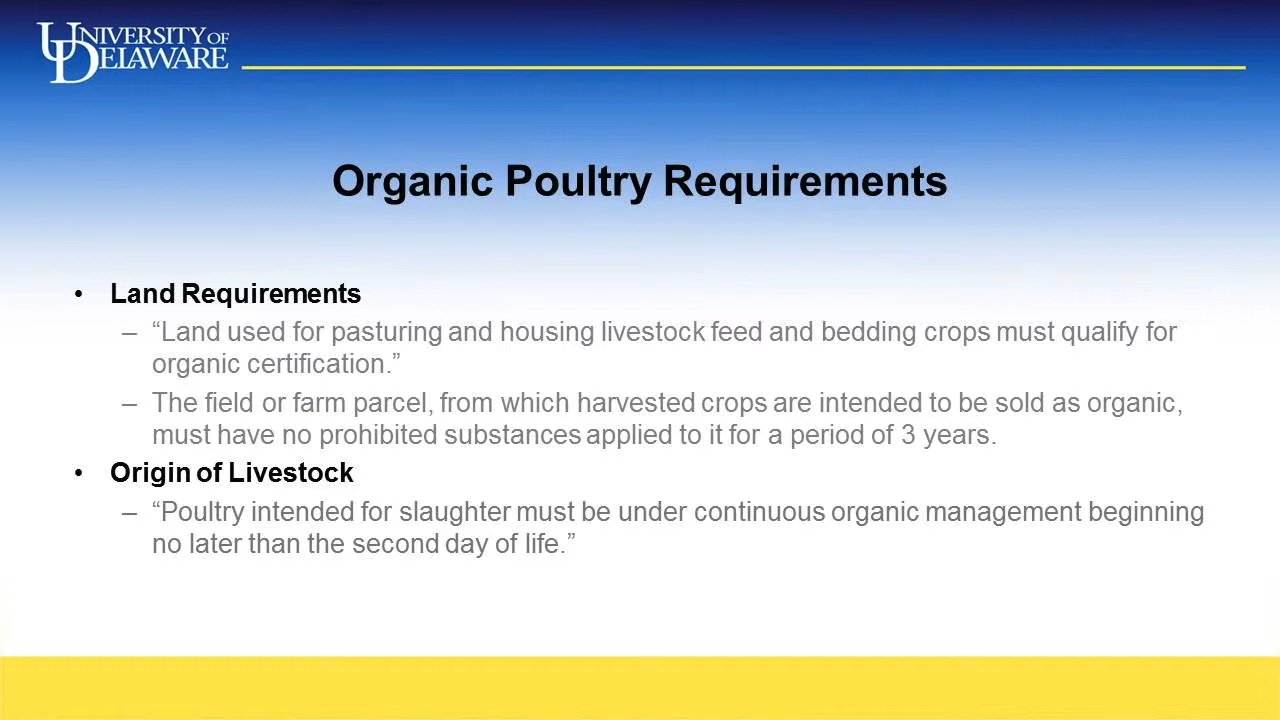 UNIVERSITY OF
DELAWARE
Organic Poultry Requirements
• Land Requirements
– “Land used for pasturing and housing livestock feed and bedding crops must qualify for
organic certification.”
– The field or farm parcel, from which harvested crops are intended to be sold as organic,
must have no prohibited substances applied to it for a period of 3 years.
• Origin of Livestock
– “Poultry intended for slaughter must be under continuous organic management beginning
no later than the second day of life.”